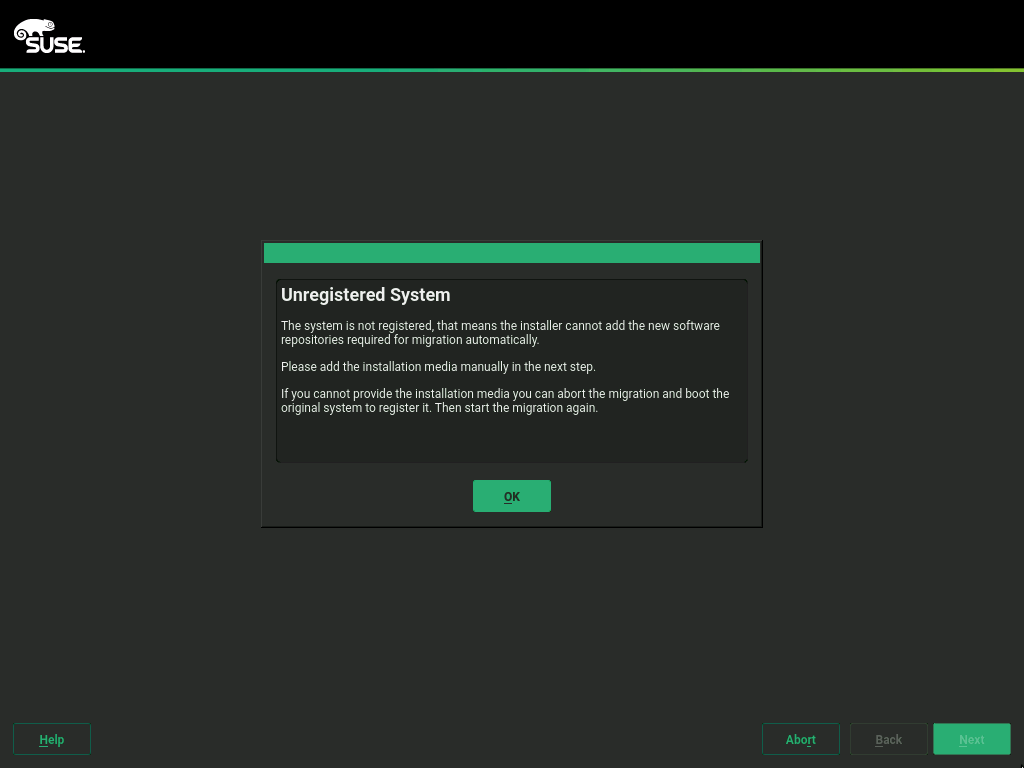 SUSE.
Unregistered System
The system is not registered, that means the installer cannot add the new software
repositories required for migration automatically.
Please add the installation media manually in the next step.
If you cannot provide the installation media you can abort the migration and boot the
original system to register it. Then start the migration again.
OK
Help
Abort
Back
Next